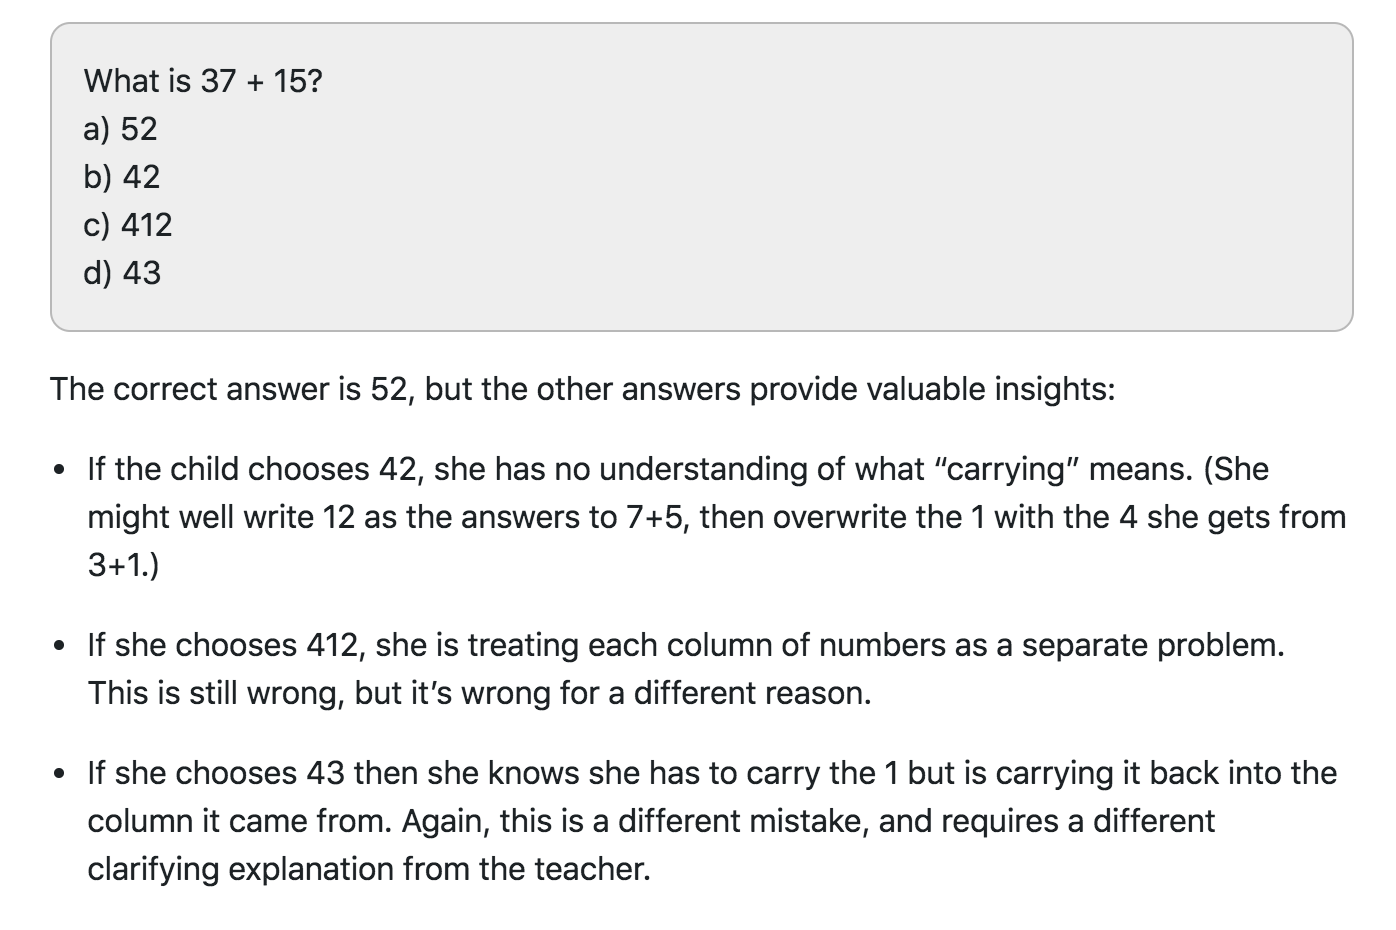 What is 37 + 15?
a) 52
b) 42
c) 412
d) 43
The correct answer is 52, but the other answers provide valuable insights:
• If the child chooses 42, she has no understanding of what “carrying” means. (She
might well write 12 as the answers to 7+5, then overwrite the 1 with the 4 she gets from
3+1.)
• If she chooses 412, she is treating each column of numbers as a separate problem.
This is still wrong, but it’s wrong for a different reason.
• If she chooses 43 then she knows she has to carry the 1 but is carrying it back into the
column it came from. Again, this is a different mistake, and requires a different
clarifying explanation from the teacher.